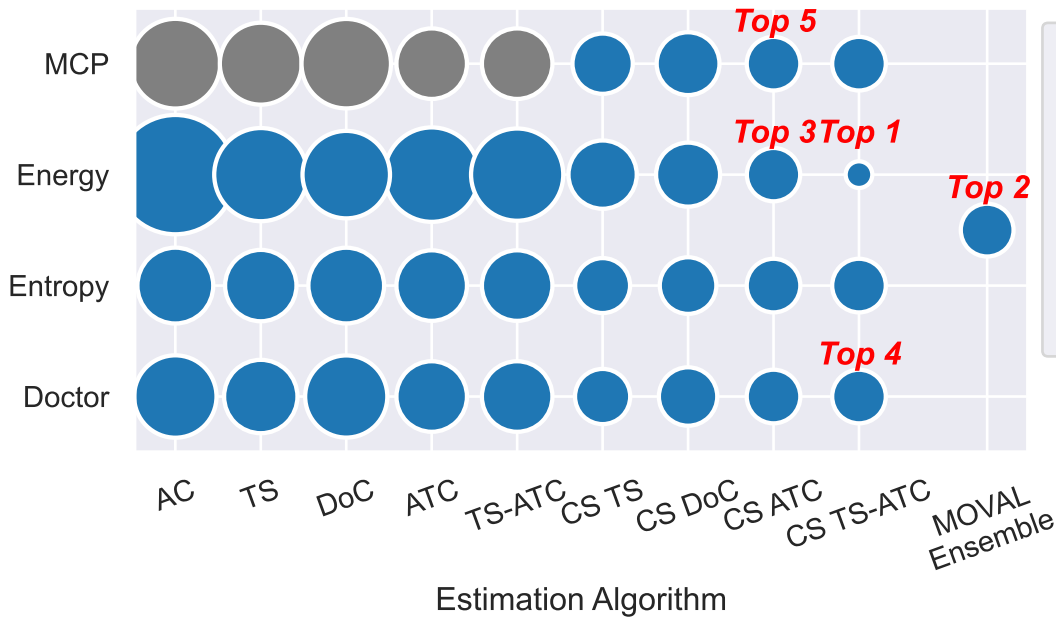 Top 5
MCP
Top 3 Top 1
Energy
Top 2
Entropy
Top 4
Doctor
AC
TS
DoC
ATC
TS-ATC
CS TS
CS DoC
CS ATC
CS TS-ATC
MOVAL
Ensemble
Estimation Algorithm